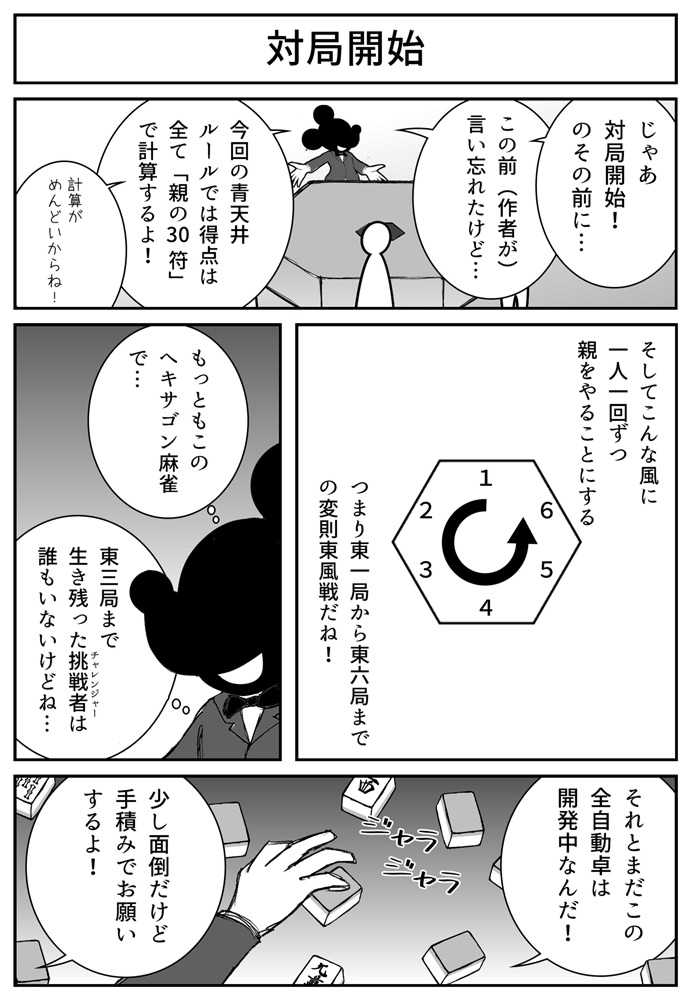 対局開始
じゃあ
対局開始！
のその前に…
この前（作者が）
言い忘れたけど…
今回の青天井
ルールでは得点は
全て「親の30符」
で計算するよ！
計算が
めんどいからね！
そしてこんな風に
一人一回ずつ
親をやることにする
1
2
3
4
5
6
つまり東一局から東六局まで
の変則東風戦だね！
もっともこの
ヘキサゴン麻雀
で…
東三局まで
生き残った挑戦者は
チャレンジャー
誰もいないけどね…
それとまだこの
全自動卓は
開発中なんだ！
西
ジャラ
ジャラ
少し面倒だけど
手積みでお願い
するよ！
九
萬